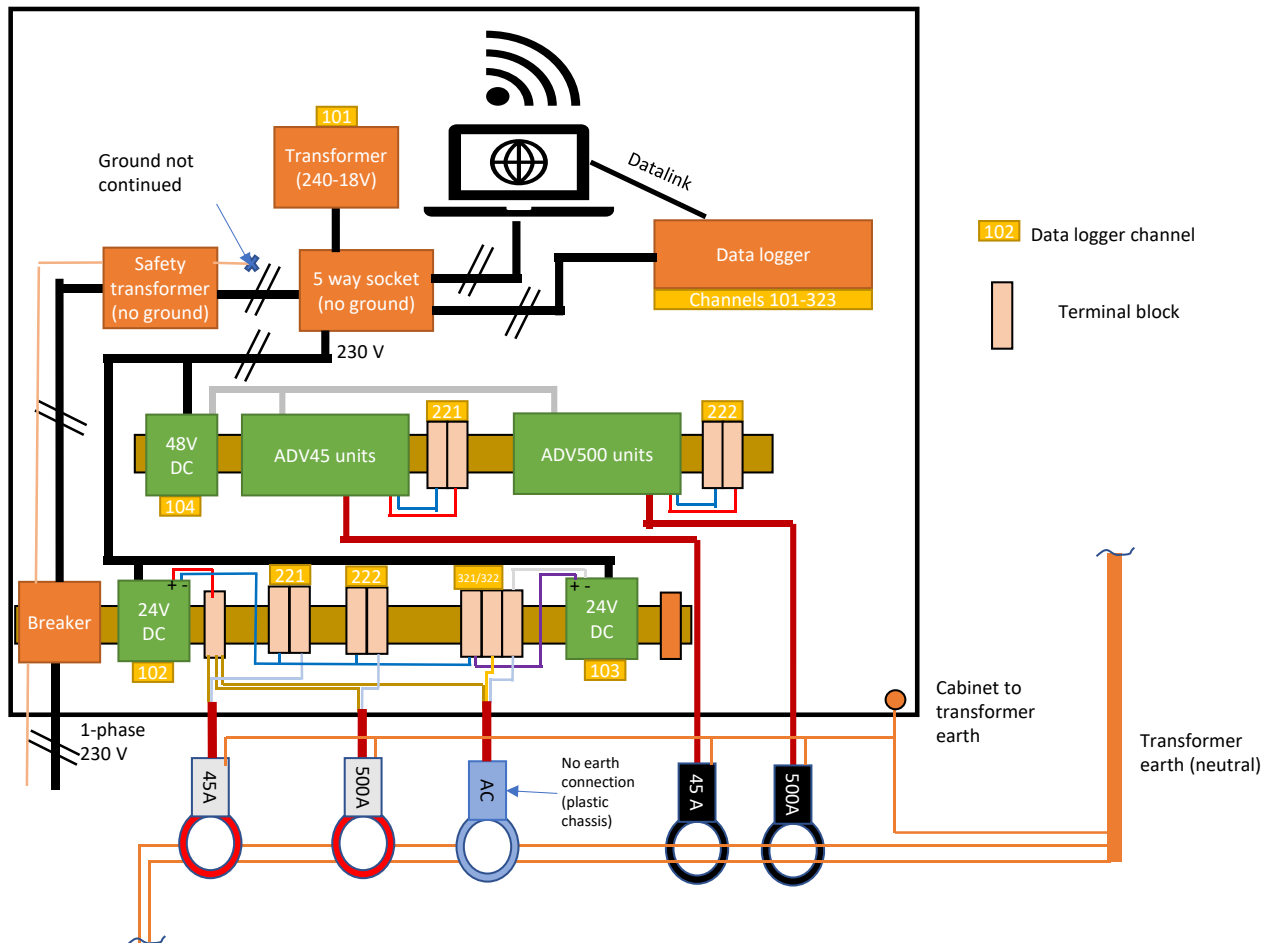 101
Transformer
(240-18V)
Ground not
continued
Datalink
Safety
transformer
(no ground)
5 way socket
(no ground)
Data logger
Channels 101-323
102
Data logger channel
Terminal block
230 V
48V
DC
104
ADV45 units
221
ADV500 units
222
Breaker
+ -
24V
DC
102
221
222
321/322
+ -
24V
DC
103
1-phase
230 V
45A
500A
AC
No earth
connection
(plastic
chassis)
45 A
500A
Cabinet to
transformer
earth
Transformer
earth (neutral)